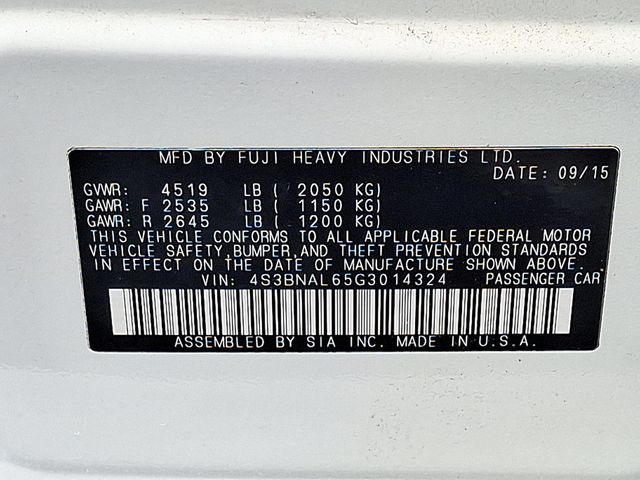 MFD BY FUJI HEAVY INDUSTRIES LTD.
DATE: 09/15
GVWR: 4519 LB ( 2050 KG)
GAWR: F 2535 LB ( 1150 KG)
GAWR: R 2645 LB ( 1200 KG)
THIS VEHICLE CONFORMS TO ALL APPLICABLE FEDERAL MOTOR
VEHICLE SAFETY,BUMPER,AND THEFT PREVENTION STANDARDS
IN EFFECT ON THE DATE OF MANUFACTURE SHOWN ABOVE.
VIN: 4S3BNAL65G3014324 PASSENGER CAR
ASSEMBLED BY SIA INC. MADE IN U.S.A.